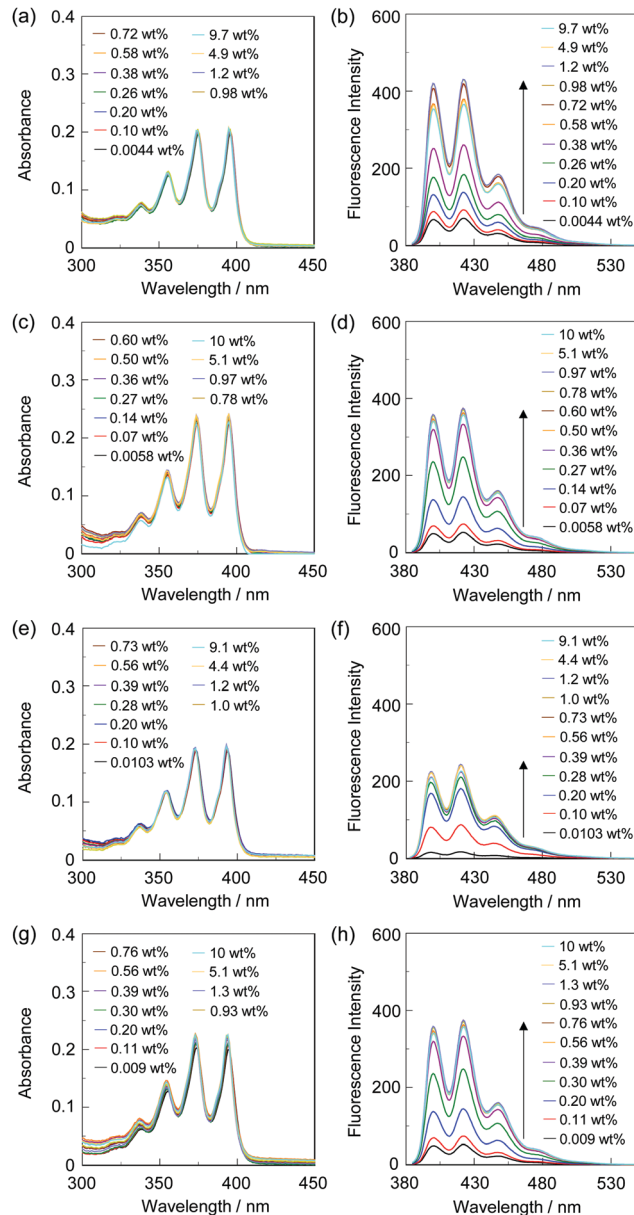 (a)
0.4
0.3
0.2
0.1
0
Absorbance
0.72 wt%
0.58 wt%
0.38 wt%
0.26 wt%
0.20 wt%
0.10 wt%
0.0044 wt%
9.7 wt%
4.9 wt%
1.2 wt%
0.98 wt%
300 350 400 450
Wavelength / nm
(b)
600
400
200
0
Fluorescence Intensity
9.7 wt%
4.9 wt%
1.2 wt%
0.98 wt%
0.72 wt%
0.58 wt%
0.38 wt%
0.26 wt%
0.20 wt%
0.10 wt%
0.0044 wt%
380 430 480 530
Wavelength / nm
(c)
0.4
0.3
0.2
0.1
0
Absorbance
0.60 wt%
0.50 wt%
0.36 wt%
0.27 wt%
0.14 wt%
0.07 wt%
0.0058 wt%
10 wt%
5.1 wt%
0.97 wt%
0.78 wt%
300 350 400 450
Wavelength / nm
(d)
600
400
200
0
Fluorescence Intensity
10 wt%
5.1 wt%
0.97 wt%
0.78 wt%
0.60 wt%
0.50 wt%
0.36 wt%
0.27 wt%
0.14 wt%
0.07 wt%
0.0058 wt%
380 430 480 530
Wavelength / nm
(e)
0.4
0.3
0.2
0.1
0
Absorbance
0.73 wt%
0.56 wt%
0.39 wt%
0.28 wt%
0.20 wt%
0.10 wt%
0.0103 wt%
9.1 wt%
4.4 wt%
1.2 wt%
1.0 wt%
300 350 400 450
Wavelength / nm
(f)
600
400
200
0
Fluorescence Intensity
9.1 wt%
4.4 wt%
1.2 wt%
1.0 wt%
0.73 wt%
0.56 wt%
0.39 wt%
0.28 wt%
0.20 wt%
0.10 wt%
0.0103 wt%
380 430 480 530
Wavelength / nm
(g)
0.4
0.3
0.2
0.1
0
Absorbance
0.76 wt%
0.56 wt%
0.39 wt%
0.30 wt%
0.20 wt%
0.11 wt%
0.009 wt%
10 wt%
5.1 wt%
1.3 wt%
0.93 wt%
300 350 400 450
Wavelength / nm
(h)
600
400
200
0
Fluorescence Intensity
10 wt%
5.1 wt%
1.3 wt%
0.93 wt%
0.76 wt%
0.56 wt%
0.39 wt%
0.30 wt%
0.20 wt%
0.11 wt%
0.009 wt%
380 430 480 530
Wavelength / nm